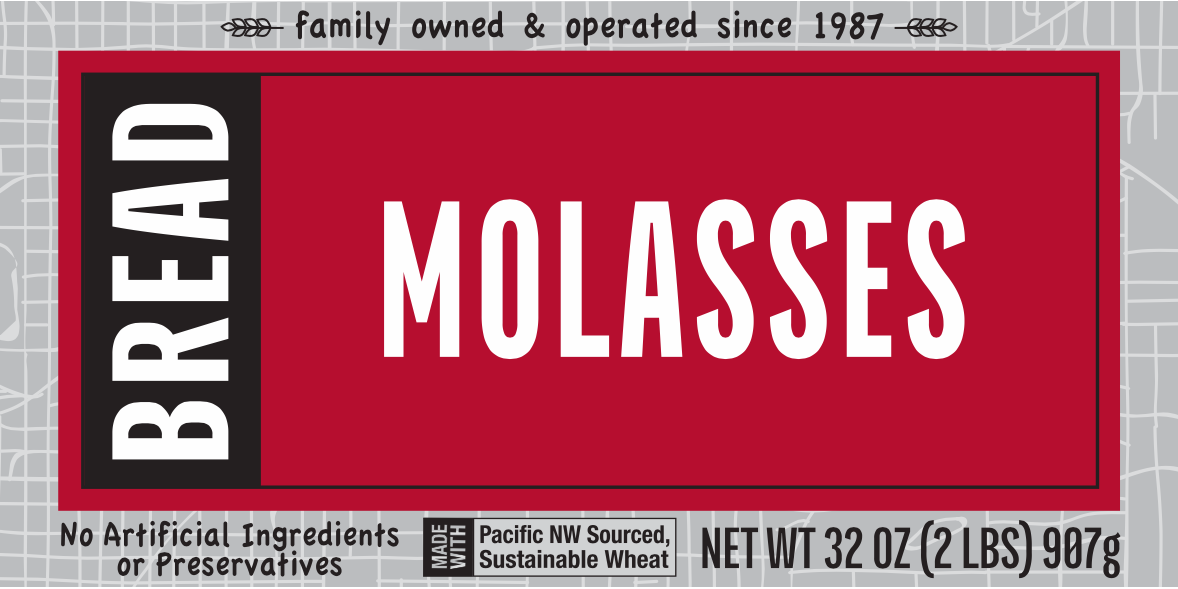 family owned & operated since 1987
BREAD
MOLASSES
No Artificial Ingredients
or Preservatives
MADE
WITH
Pacific NW Sourced,
Sustainable Wheat
NET WT 32 OZ (2 LBS) 907g